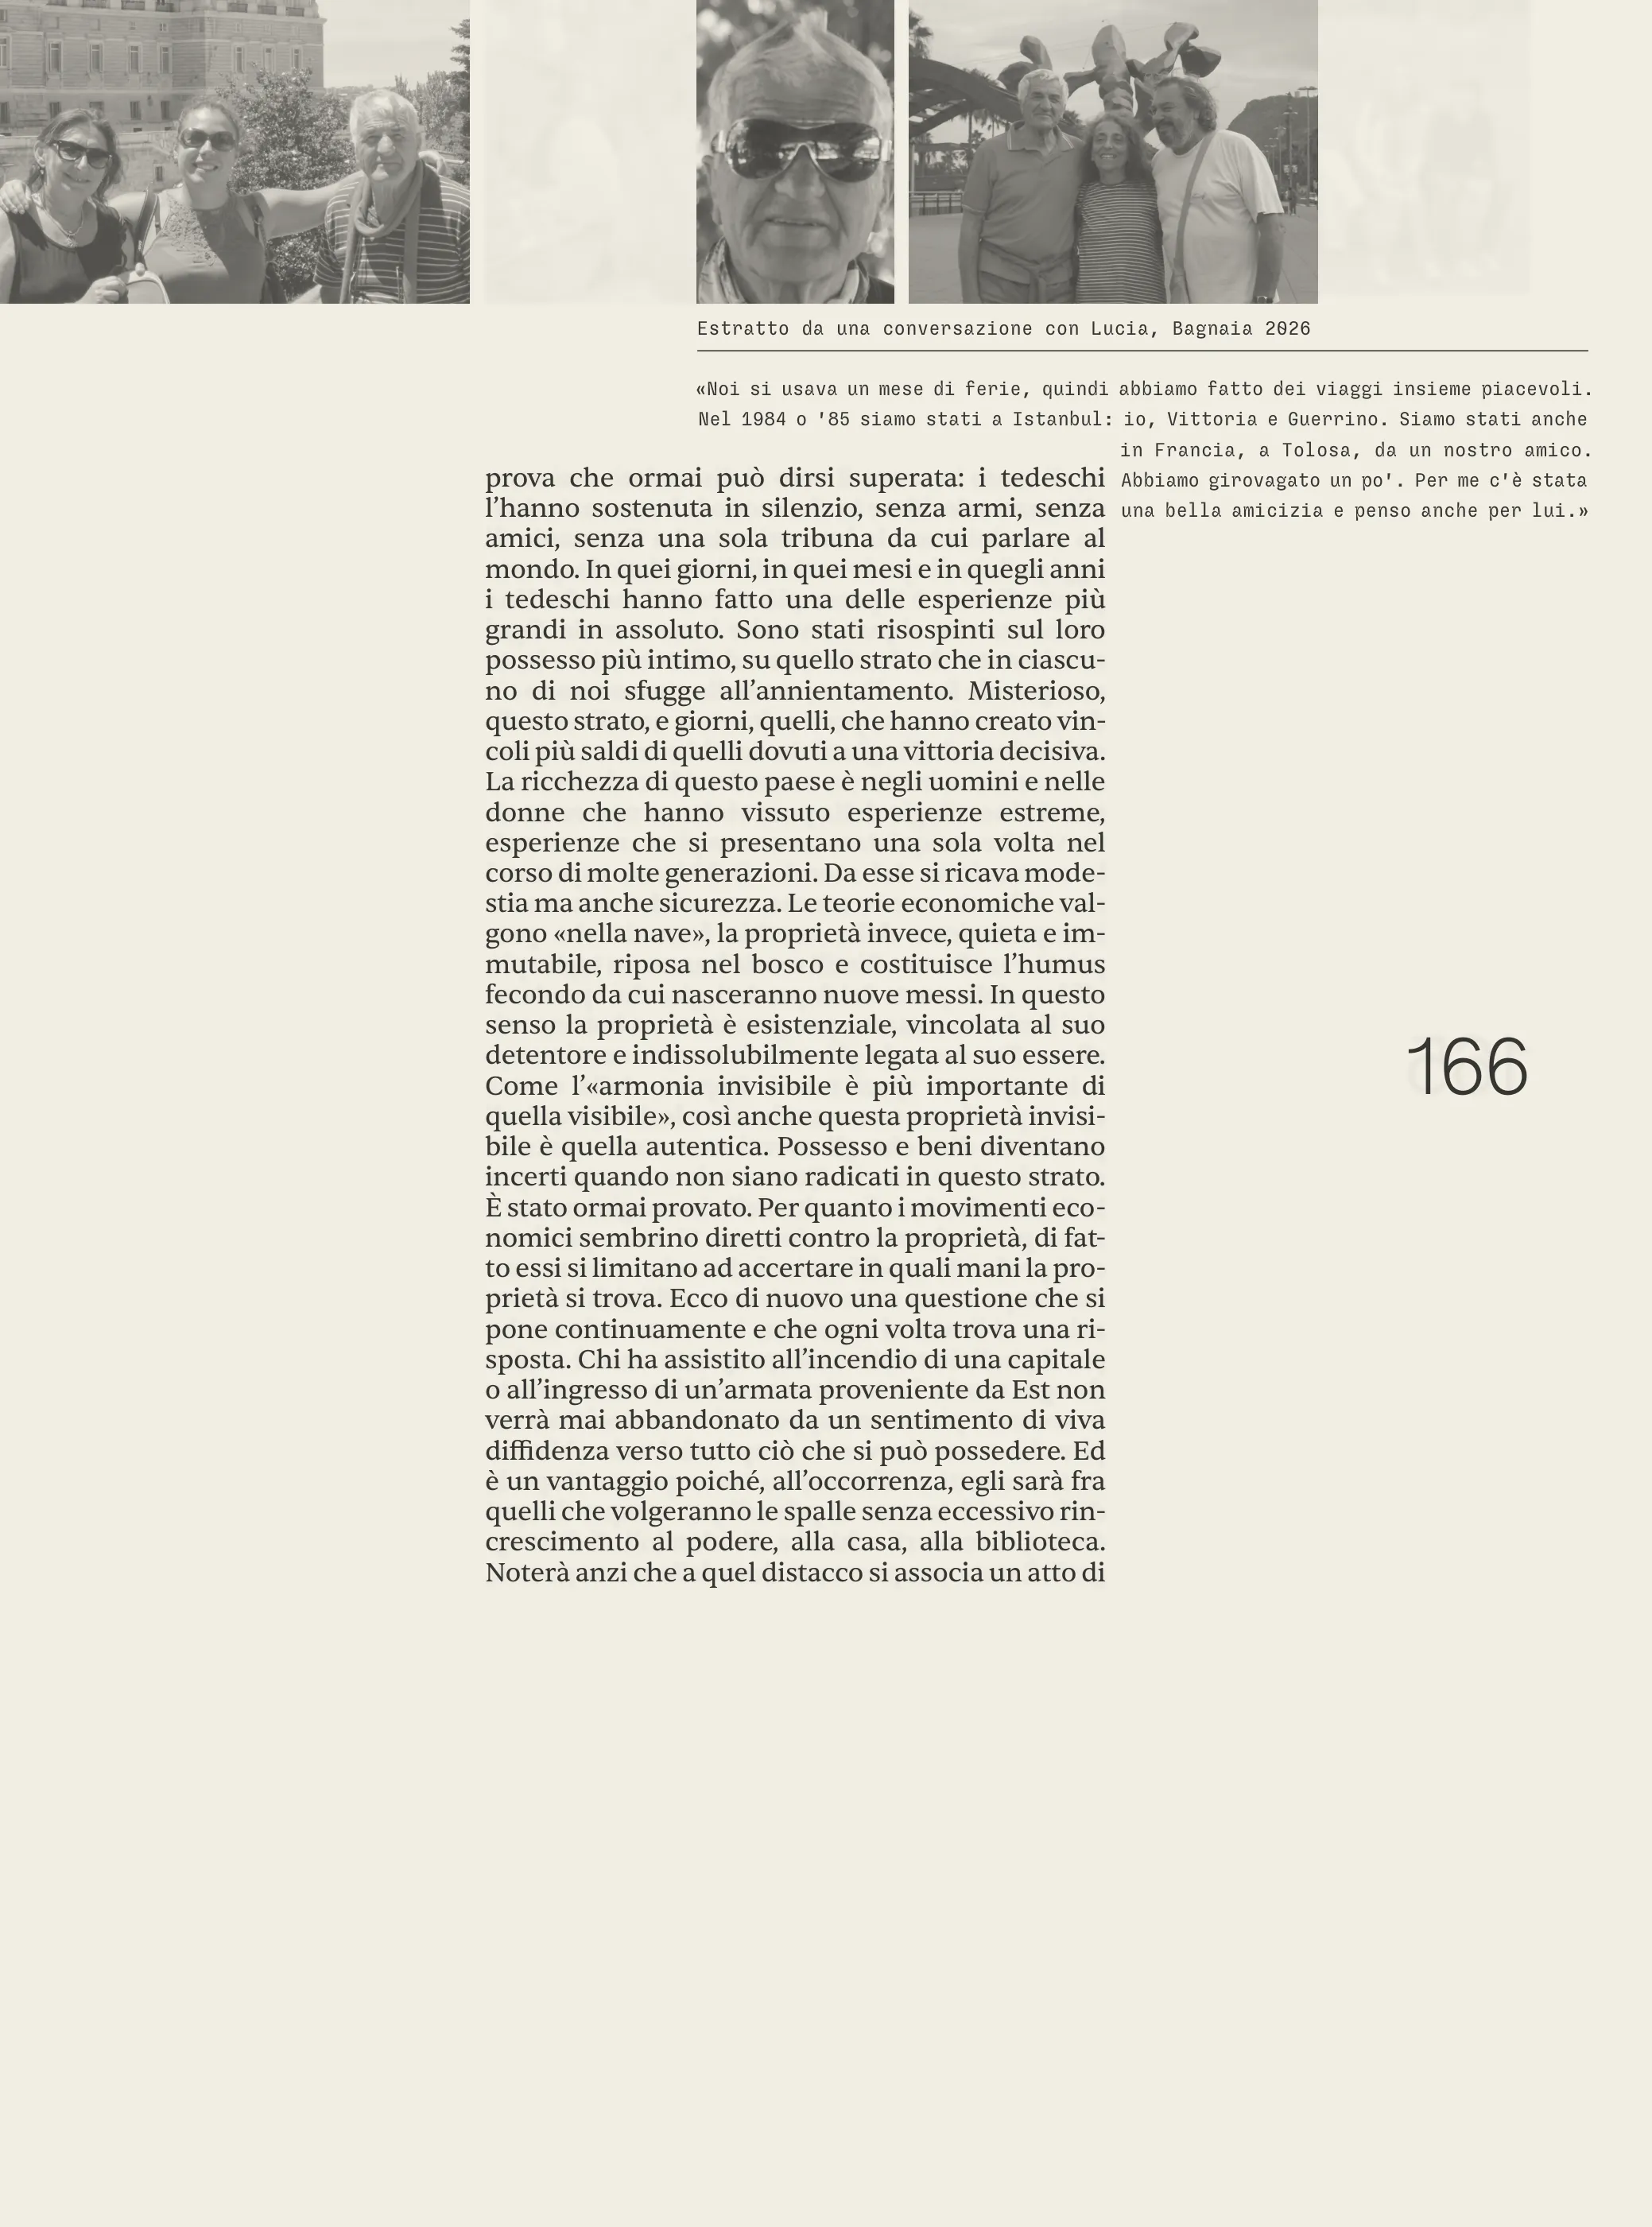 Estratto da una conversazione con Lucia, Bagnaia 2026
«Noi si usava un mese di ferie, quindi abbiamo fatto dei viaggi insieme piacevoli.
Nel 1984 o '85 siamo stati a Istanbul: io, Vittoria e Guerrino. Siamo stati anche
in Francia, a Tolosa, da un nostro amico.
Abbiamo girovagato un po'. Per me c'è stata
una bella amicizia e penso anche per lui.»
prova che ormai può dirsi superata: i tedeschi
l’hanno sostenuta in silenzio, senza armi, senza
amici, senza una sola tribuna da cui parlare al
mondo. In quei giorni, in quei mesi e in quegli anni
i tedeschi hanno fatto una delle esperienze più
grandi in assoluto. Sono stati risospinti sul loro
possesso più intimo, su quello strato che in ciascu-
no di noi sfugge all’annientamento. Misterioso,
questo strato, e giorni, quelli, che hanno creato vin-
coli più saldi di quelli dovuti a una vittoria decisiva.
La ricchezza di questo paese è negli uomini e nelle
donne che hanno vissuto esperienze estreme,
esperienze che si presentano una sola volta nel
corso di molte generazioni. Da esse si ricava mode-
stia ma anche sicurezza. Le teorie economiche val-
gono «nella nave», la proprietà invece, quieta e im-
mutabile, riposa nel bosco e costituisce l’humus
fecondo da cui nasceranno nuove messi. In questo
senso la proprietà è esistenziale, vincolata al suo
detentore e indissolubilmente legata al suo essere.
Come l’«armonia invisibile è più importante di
quella visibile», così anche questa proprietà invisi-
bile è quella autentica. Possesso e beni diventano
incerti quando non siano radicati in questo strato.
È stato ormai provato. Per quanto i movimenti eco-
nomici sembrino diretti contro la proprietà, di fat-
to essi si limitano ad accertare in quali mani la pro-
prietà si trova. Ecco di nuovo una questione che si
pone continuamente e che ogni volta trova una ri-
sposta. Chi ha assistito all’incendio di una capitale
o all’ingresso di un’armata proveniente da Est non
verrà mai abbandonato da un sentimento di viva
diffidenza verso tutto ciò che si può possedere. Ed
è un vantaggio poiché, all’occorrenza, egli sarà fra
quelli che volgeranno le spalle senza eccessivo rin-
crescimento al podere, alla casa, alla biblioteca.
Noterà anzi che a quel distacco si associa un atto di
166